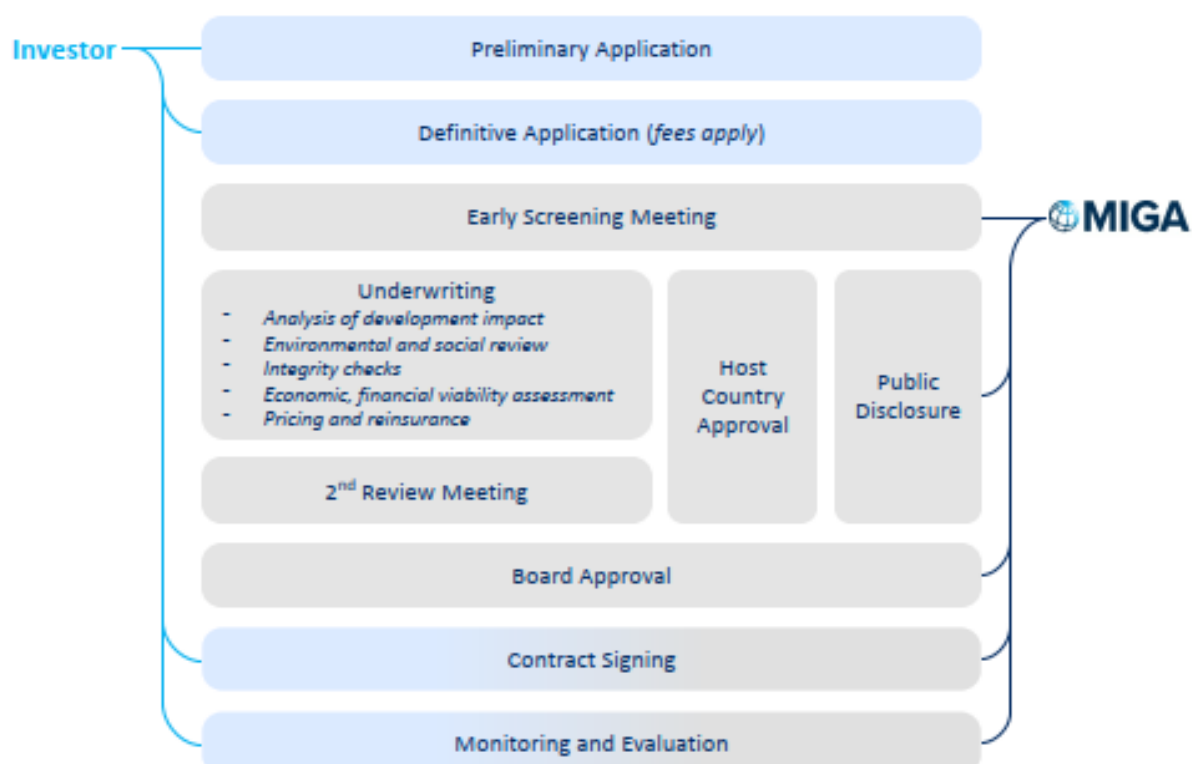 Investor
Preliminary Application
Definitive Application (fees apply)
Early Screening Meeting
MIGA
Underwriting
- Analysis of development impact
- Environmental and social review
- Integrity checks
- Economic, financial viability assessment
- Pricing and reinsurance
2nd Review Meeting
Host
Country
Approval
Public
Disclosure
Board Approval
Contract Signing
Monitoring and Evaluation